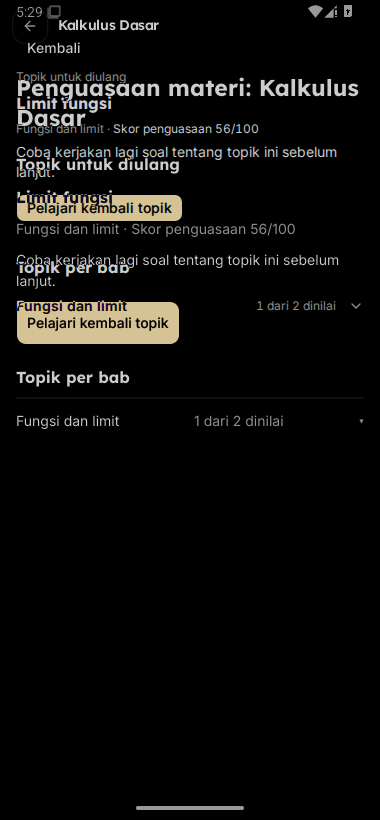 5:29
Kalkulus Dasar
Kembali
Topik untuk diulang
Penguasaan materi: Kalkulus
Dasar
Limit fungsi
Fungsi dan limit · Skor penguasaan 56/100
Coba kerjakan lagi soal tentang topik ini sebelum
lanjut.
Topik untuk diulang
Limit fungsi
Pelajari kembali topik
Fungsi dan limit · Skor penguasaan 56/100
Coba kerjakan lagi soal tentang topik ini sebelum
lanjut.
Topik per bab
Fungsi dan limit 1 dari 2 dinilai
Pelajari kembali topik
Topik per bab
Fungsi dan limit 1 dari 2 dinilai